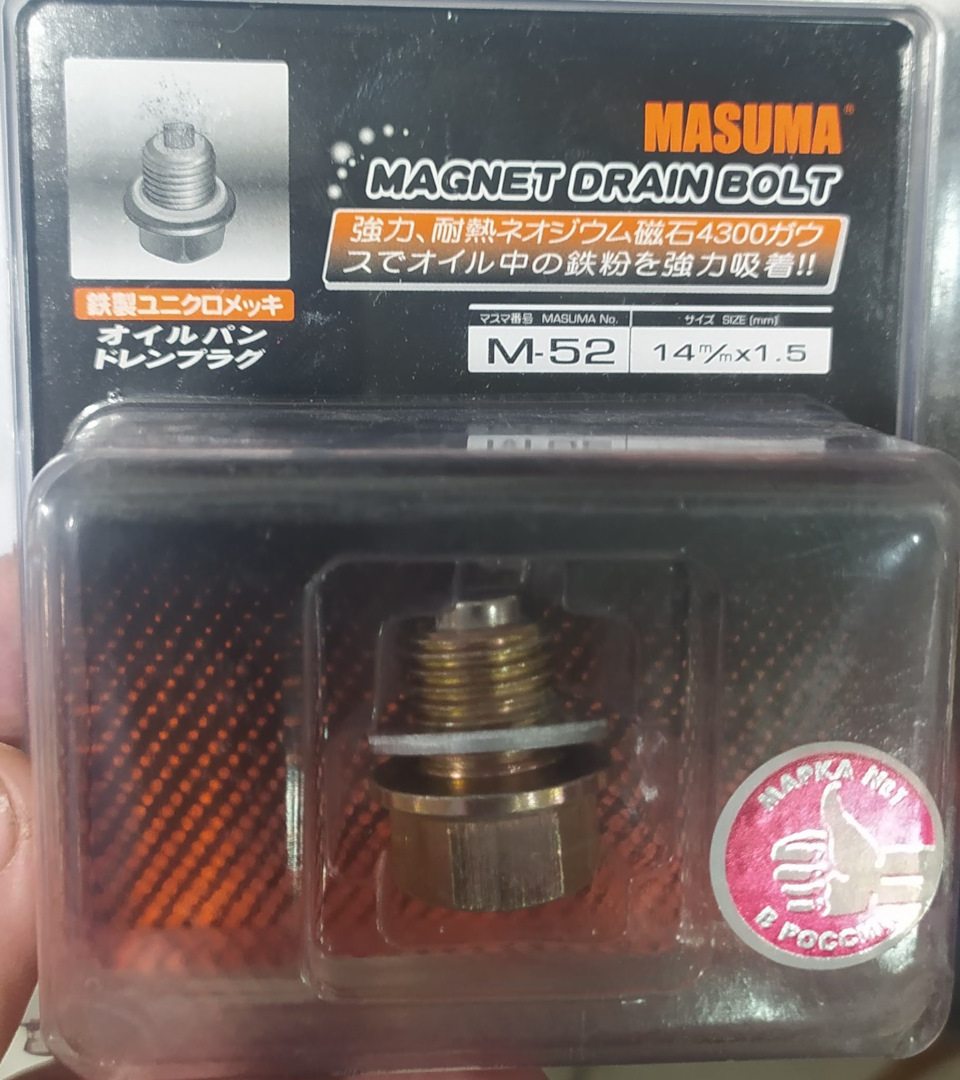 MASUMA®
MAGNET DRAIN BOLT
強力、耐熱ネオジウム磁石4300ガウ
スでオイル中の鉄粉を強力吸着!!
鉄製ユニクロメッキ
オイルパン
ドレンプラグ
マスマ番号 MASUMA No. サイズ SIZE (mm)
M-52 14m/m x1.5
МАРКА №1
В РОССИИ